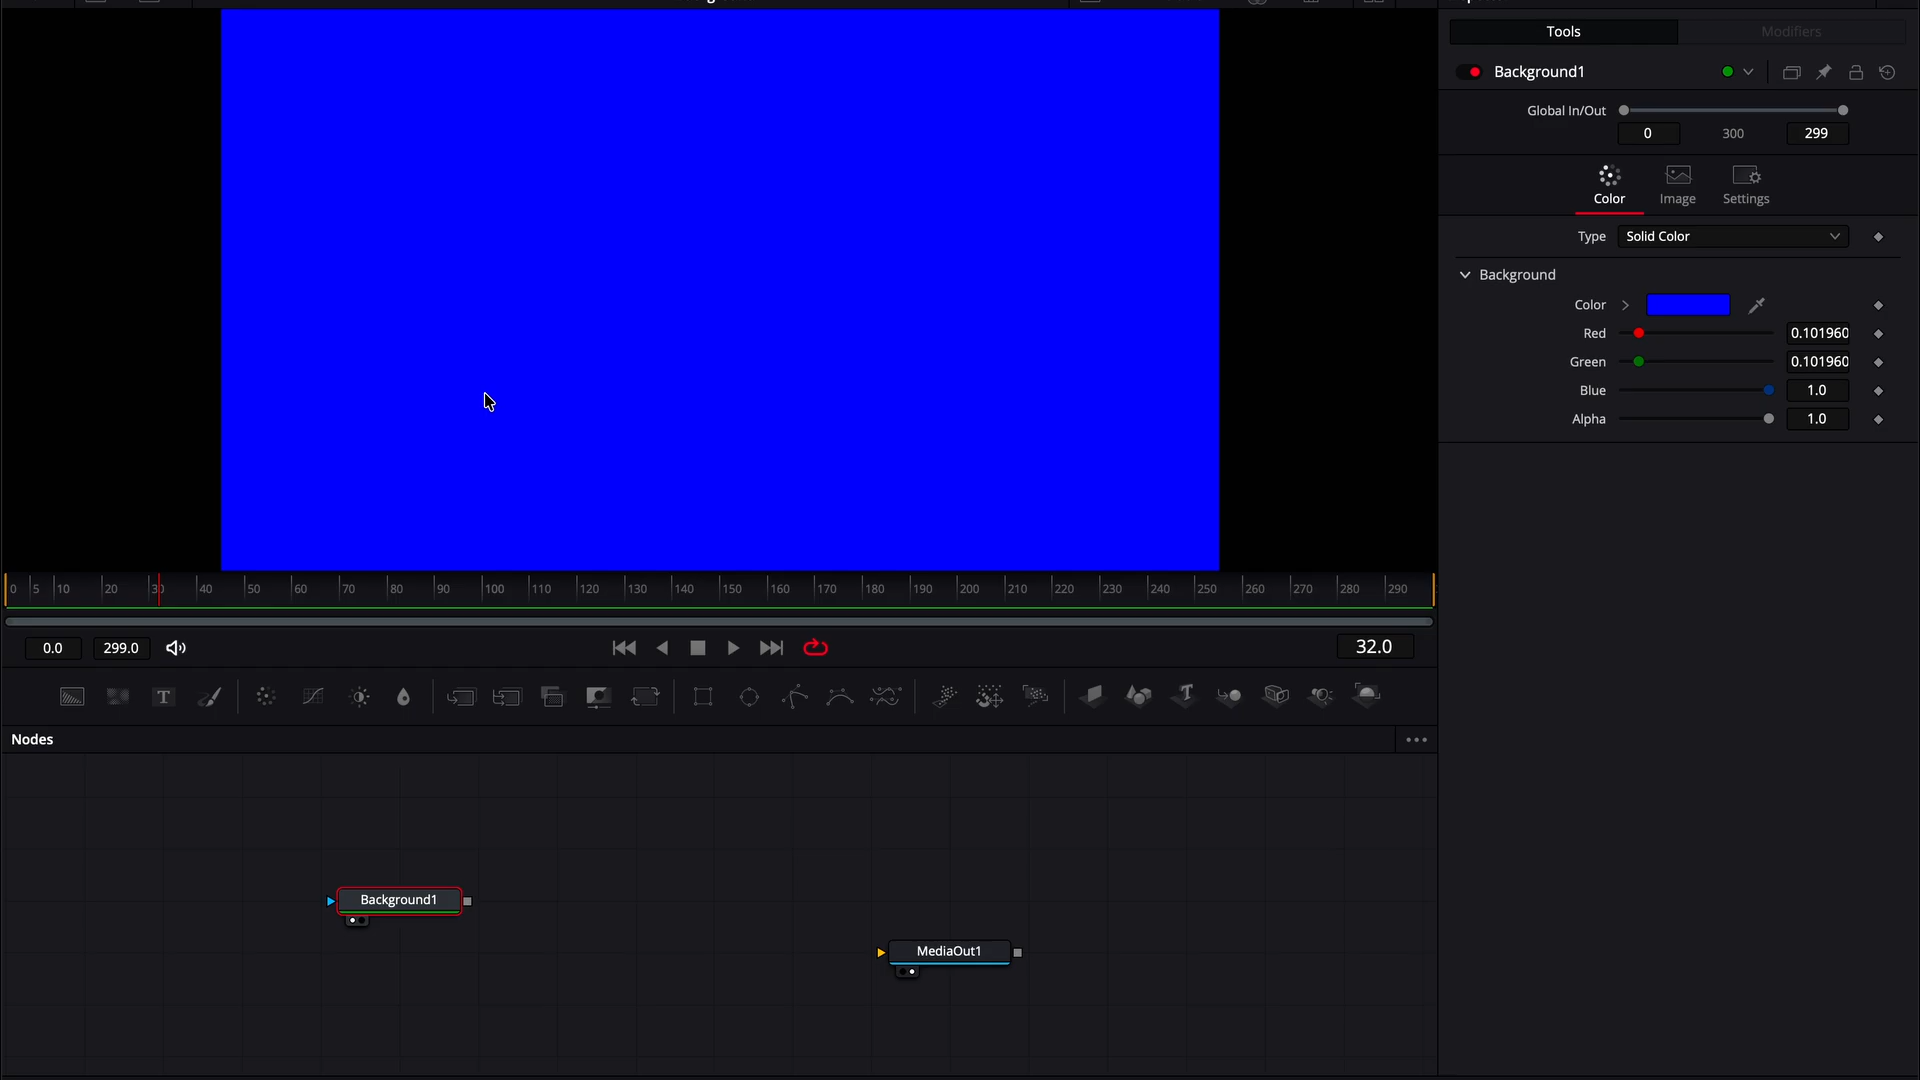 Tools
Modifiers
Background1
Global In/Out
0
300
299
Color
Image
Settings
Type
Solid Color
Background
Color
Red
0.101960
Green
0.101960
Blue
1.0
Alpha
1.0
0 5 10 20 30 40 50 60 70 80 90 100 110 120 130 140 150 160 170 180 190 200 210 220 230 240 250 260 270 280 290
0.0
299.0
32.0
T
T
Nodes
Background1
MediaOut1